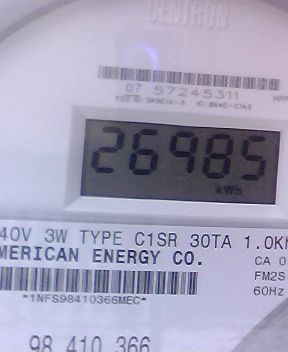 CENTRON
07 57245311
26985
kWh
40V 3W TYPE C1SR 30TA 1.0K
MERICAN ENERGY CO.
CA 0
FM2S
60Hz
*1NFS98410366MEC*
98 410 366